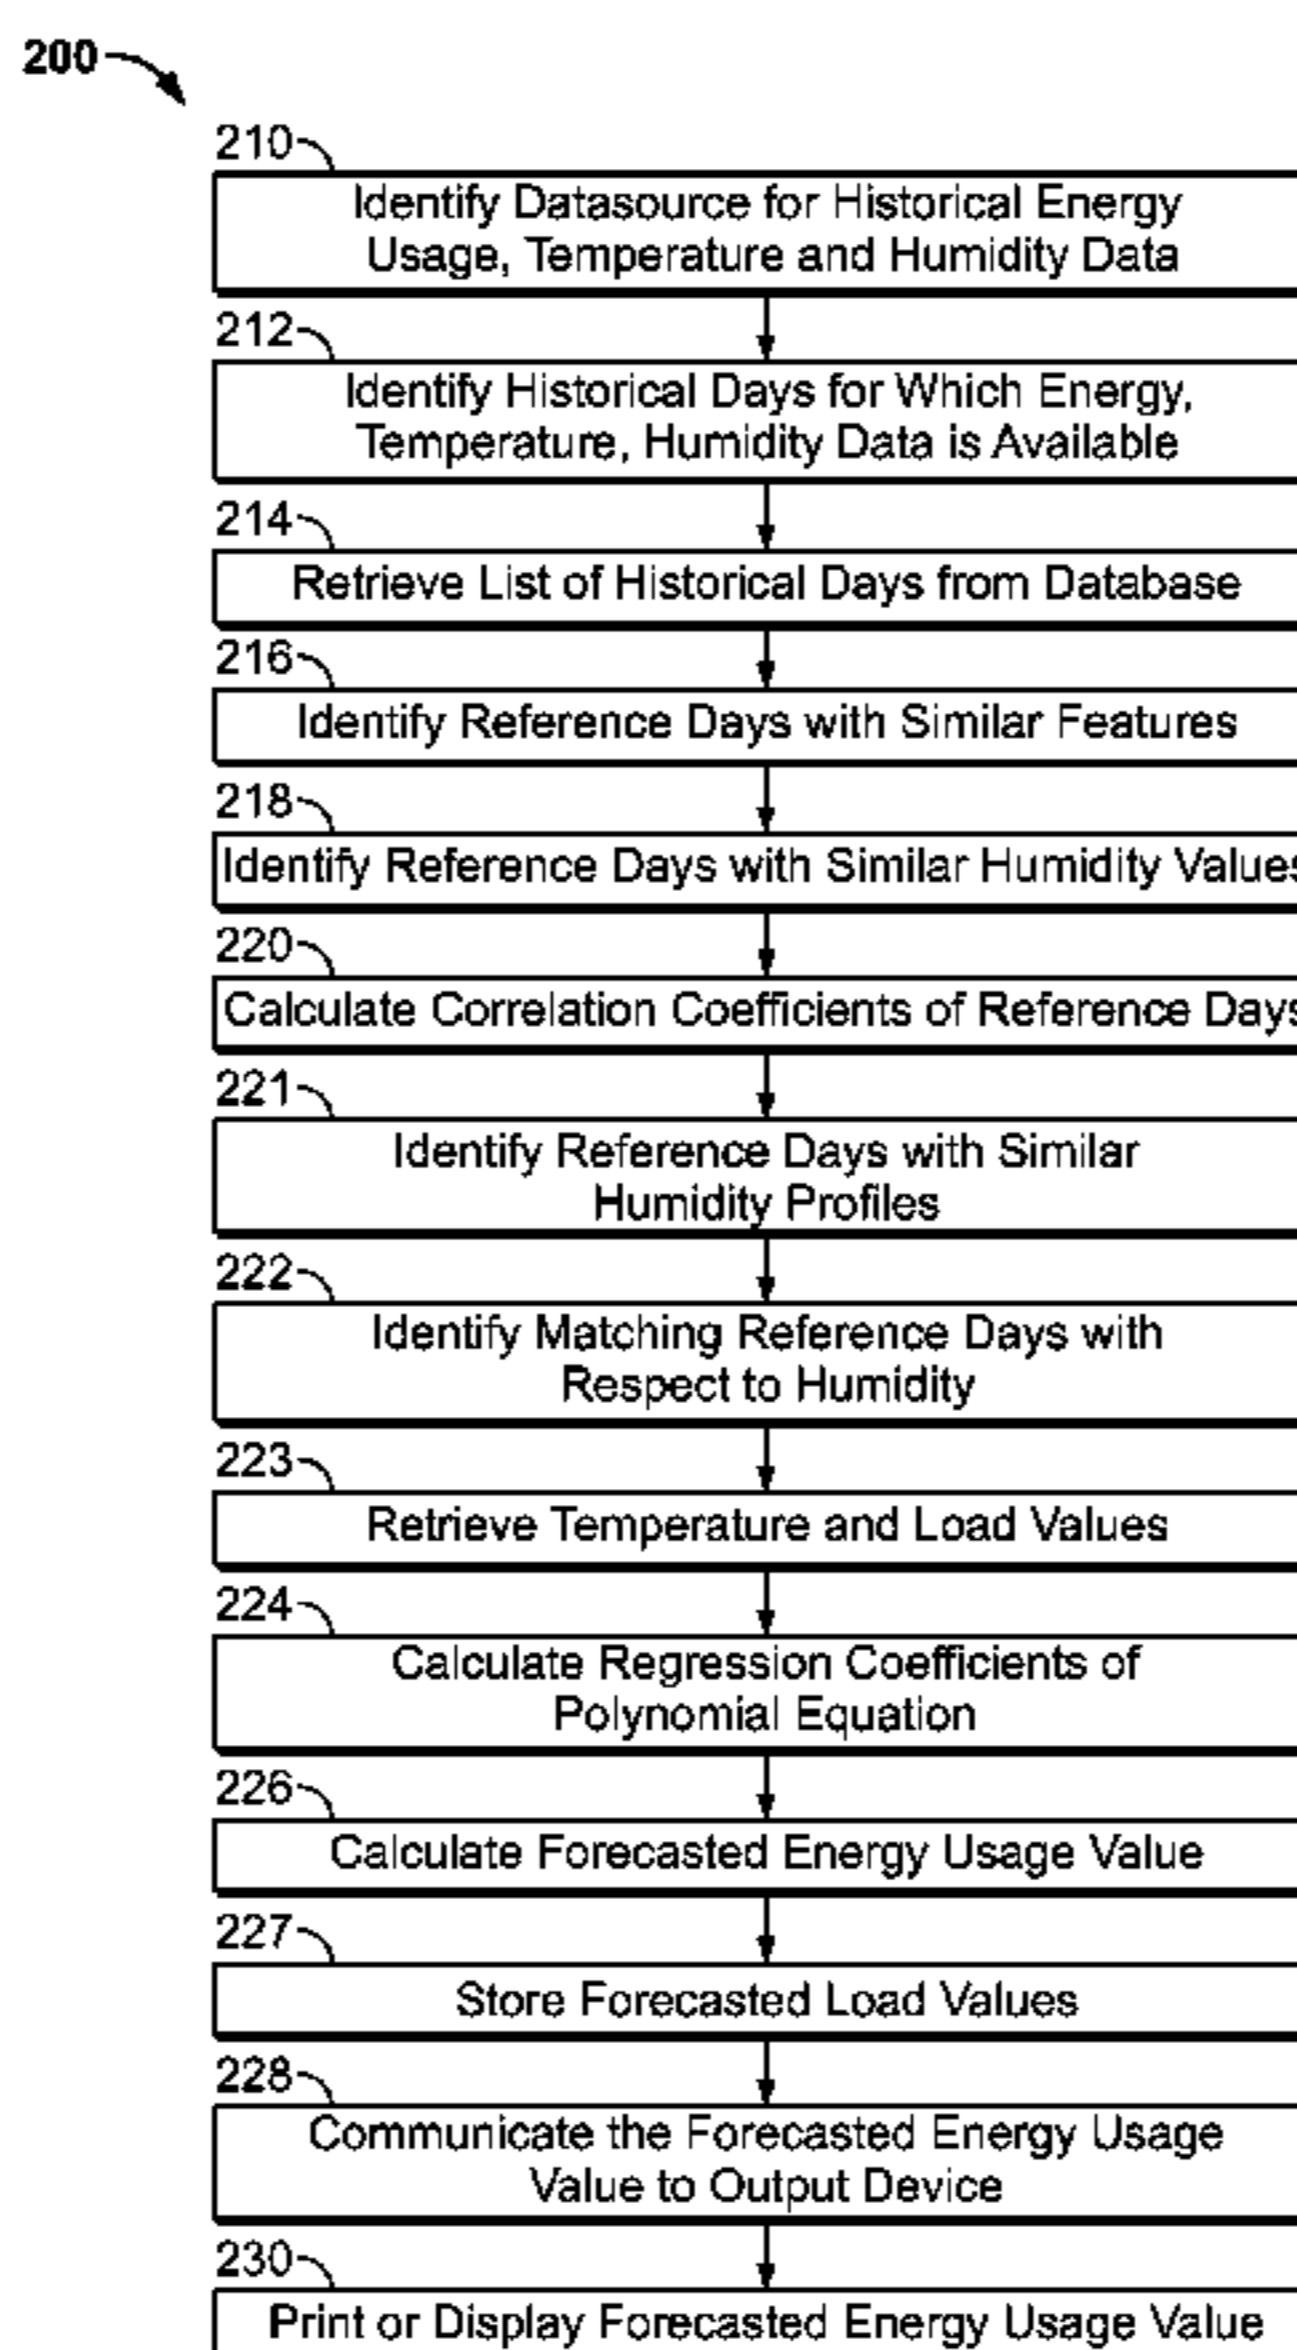 200
210
Identify Datasource for Historical Energy
Usage, Temperature and Humidity Data
212
Identify Historical Days for Which Energy,
Temperature, Humidity Data is Available
214
Retrieve List of Historical Days from Database
216
Identify Reference Days with Similar Features
218
Identify Reference Days with Similar Humidity Values
220
Calculate Correlation Coefficients of Reference Days
221
Identify Reference Days with Similar
Humidity Profiles
222
Identify Matching Reference Days with
Respect to Humidity
223
Retrieve Temperature and Load Values
224
Calculate Regression Coefficients of
Polynomial Equation
226
Calculate Forecasted Energy Usage Value
227
Store Forecasted Load Values
228
Communicate the Forecasted Energy Usage
Value to Output Device
230
Print or Display Forecasted Energy Usage Value